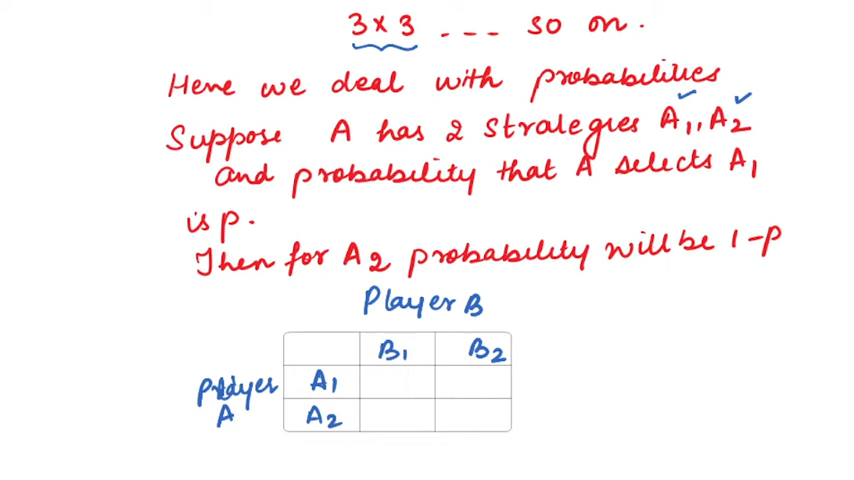 3 x 3 - - - - so on.
Here we deal with probabilities
Suppose A has 2 strategies A1, A2
and probability that A selects A1
is p.
Then for A2 probability will be 1-p
Player B
B1 B2
Player A1
A A2